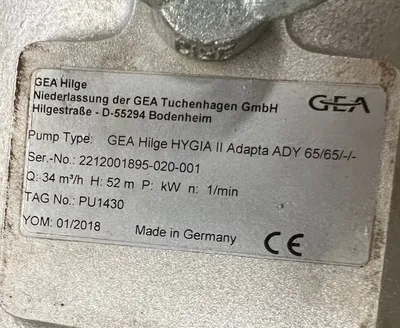 GEA Hilge
Niederlassung der GEA Tuchenhagen GmbH
Hilgestraße - D-55294 Bodenheim
GEA
Pump Type: GEA Hilge HYGIA II Adapta ADY 65/65/-/-
Ser.-No.: 2212001895-020-001
Q: 34 m³/h H: 52 m P: kW n: 1/min
TAG No.: PU1430
YOM: 01/2018 Made in Germany CE